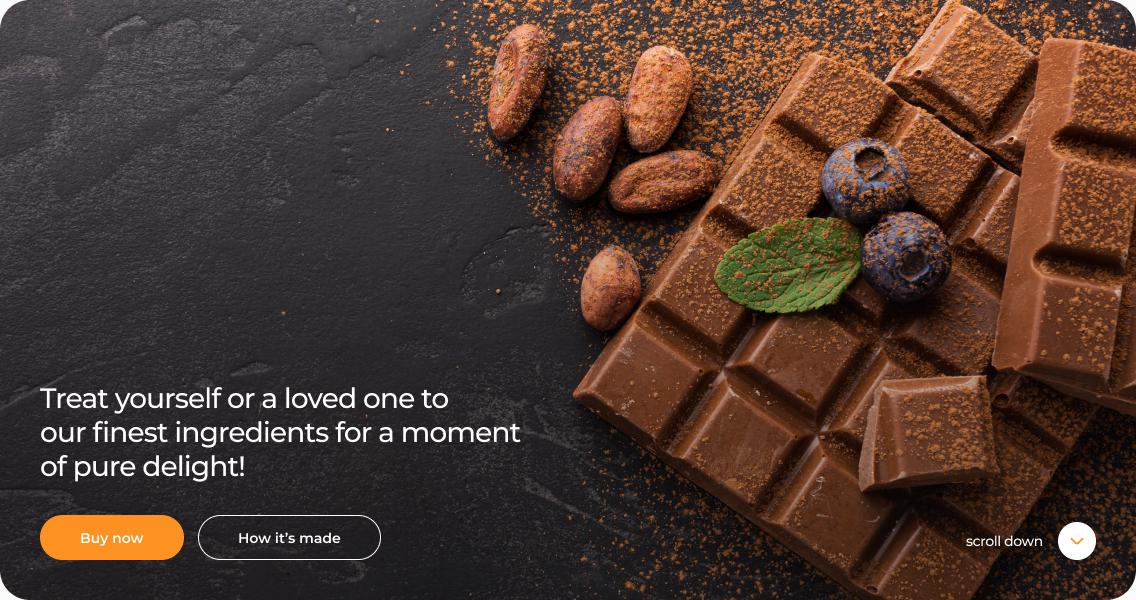 Treat yourself or a loved one to
our finest ingredients for a moment
of pure delight!
Buy now
How it's made
scroll down